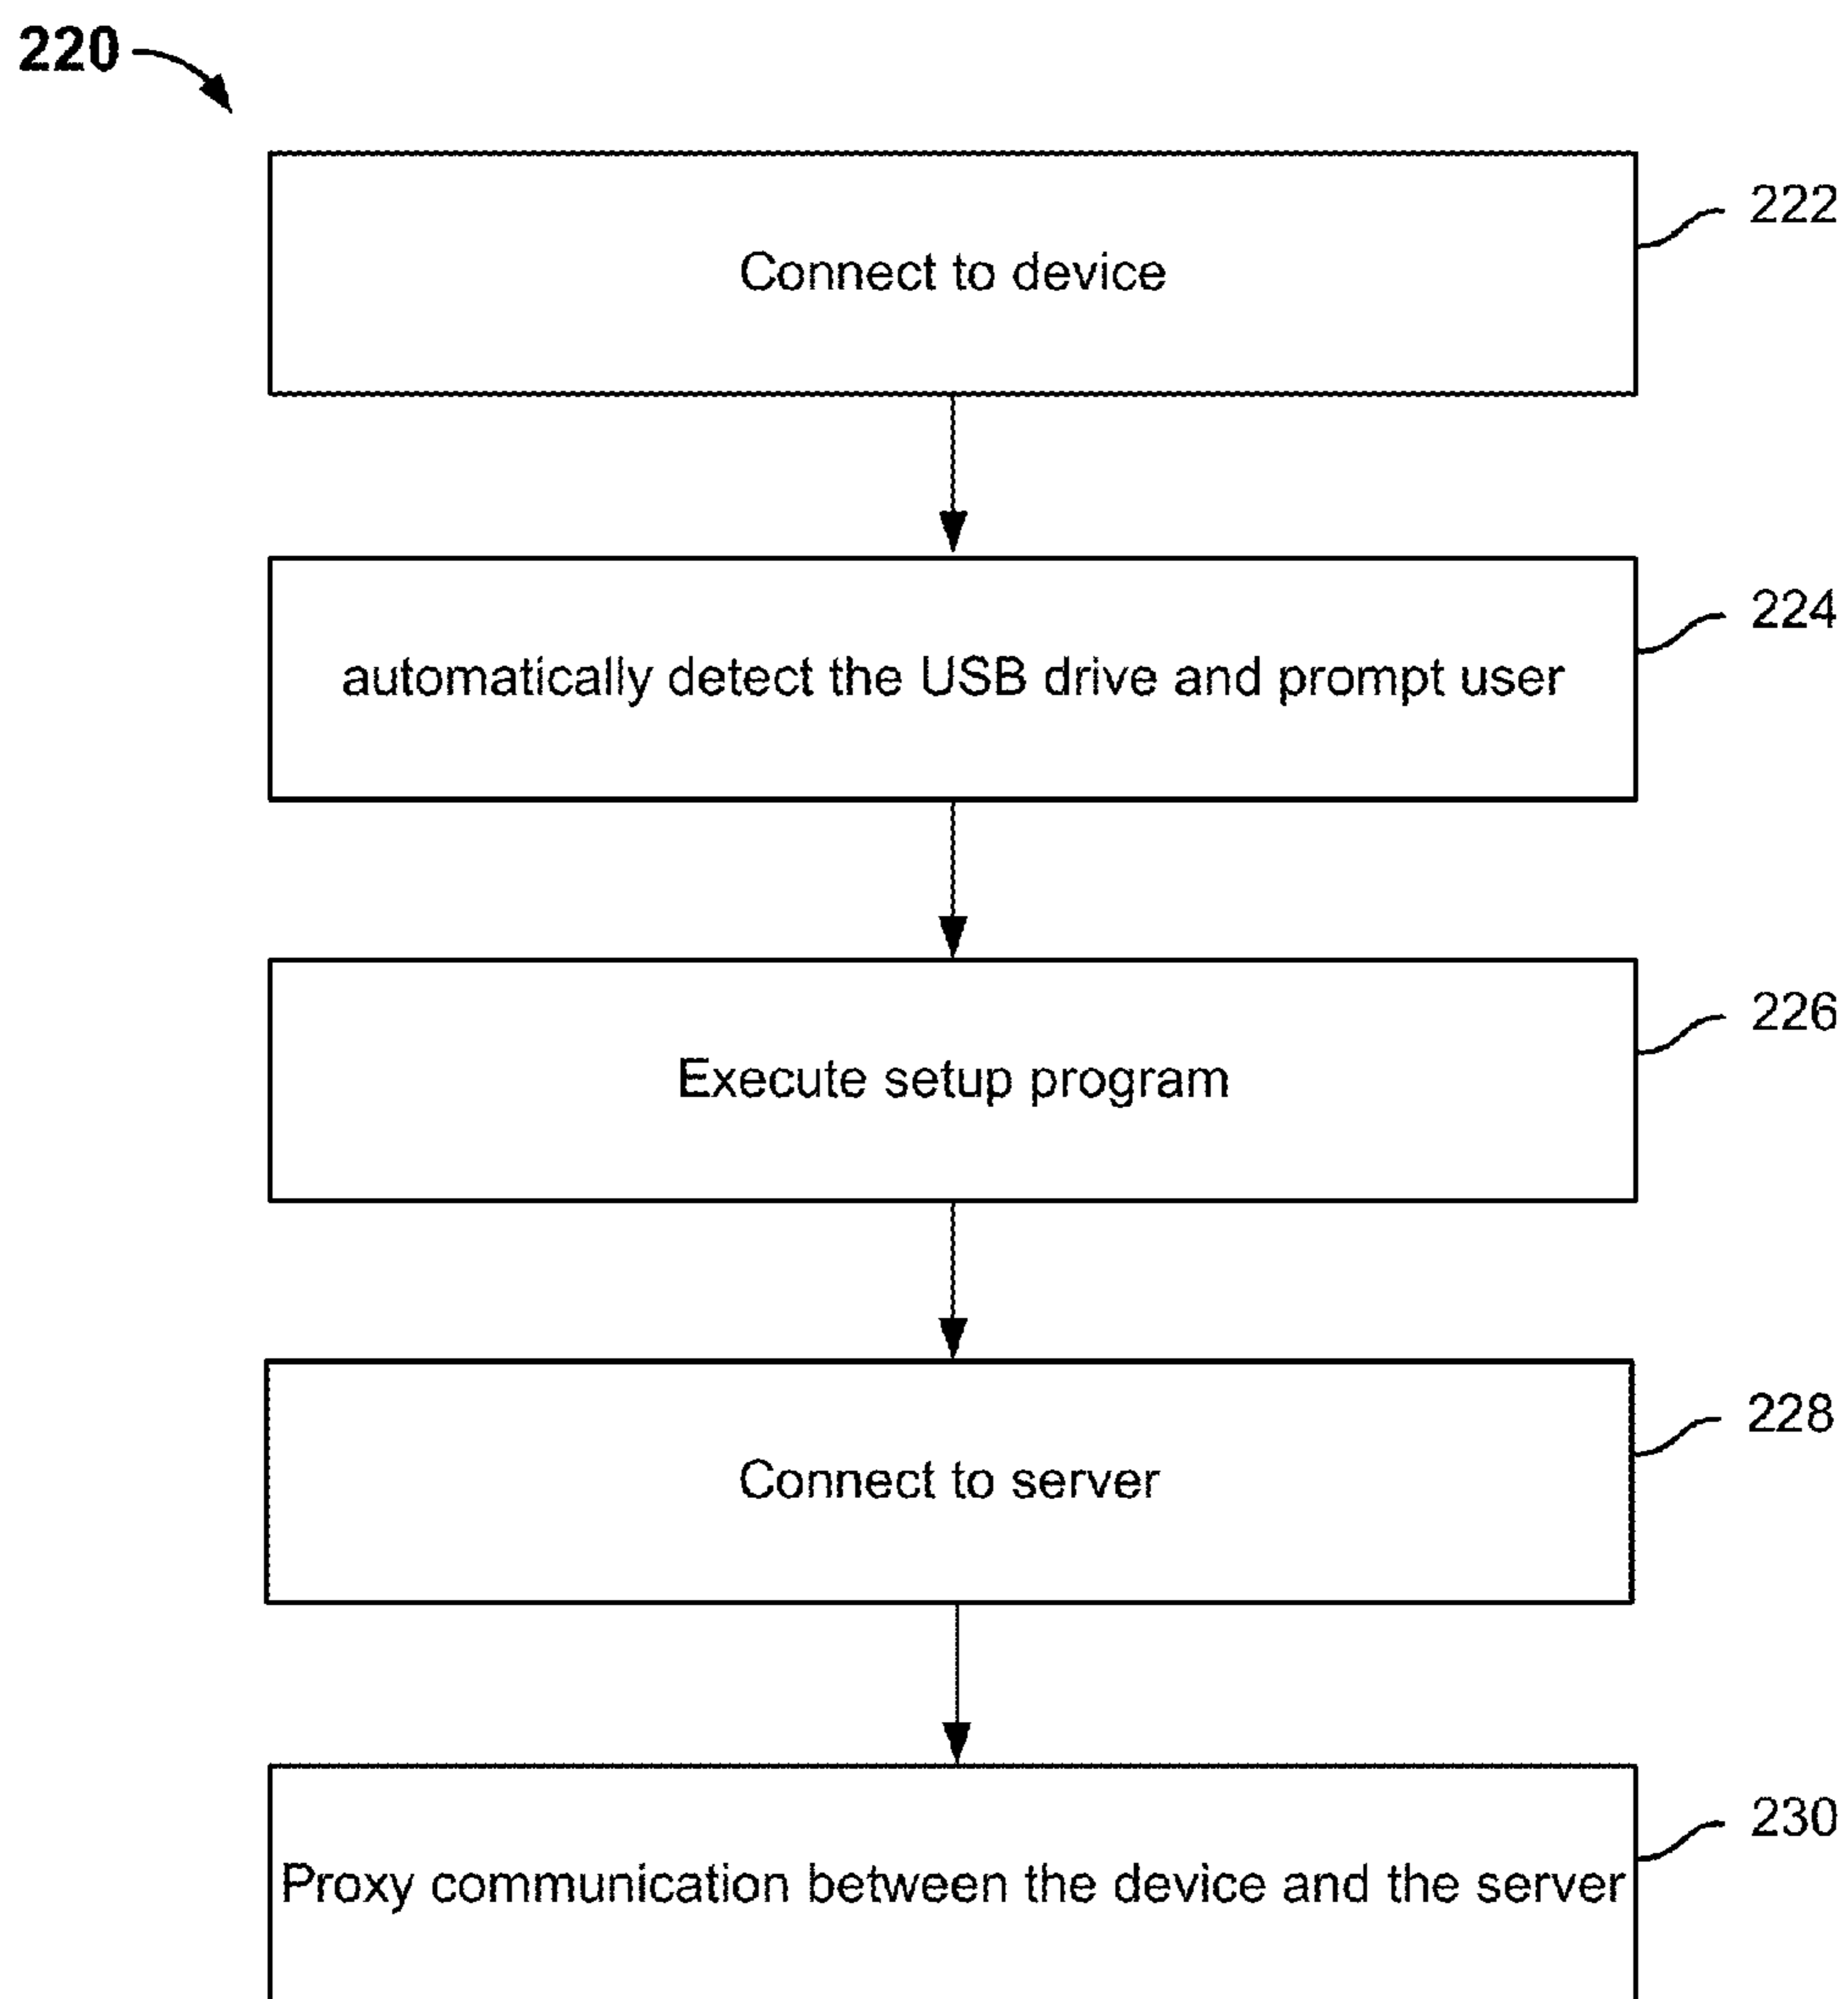 220
Connect to device
222
automatically detect the USB drive and prompt user
224
Execute setup program
226
Connect to server
228
Proxy communication between the device and the server
230